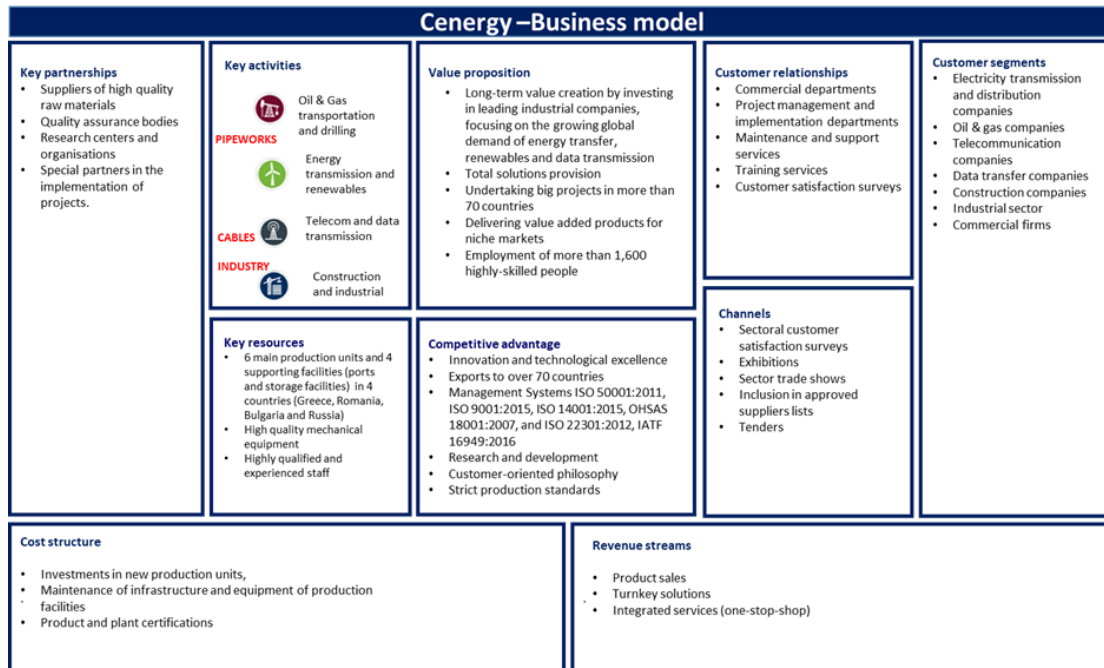 Cenergy –Business model
Key partnerships
• Suppliers of high quality
raw materials
• Quality assurance bodies
• Research centers and
organisations
• Special partners in the
implementation of
projects.
Key activities
Oil & Gas
transportation
and drilling
PIPEWORKS
Energy
transmission and
renewables
Telecom and data
transmission
CABLES
INDUSTRY
Construction
and industrial
Key resources
• 6 main production units and 4
supporting facilities (ports
and storage facilities) in 4
countries (Greece, Romania,
Bulgaria and Russia)
• High quality mechanical
equipment
• Highly qualified and
experienced staff
Value proposition
• Long-term value creation by investing
in leading industrial companies,
focusing on the growing global
demand of energy transfer,
renewables and data transmission
• Total solutions provision
• Undertaking big projects in more than
70 countries
• Delivering value added products for
niche markets
• Employment of more than 1,600
highly-skilled people
Competitive advantage
• Innovation and technological excellence
• Exports to over 70 countries
• Management Systems ISO 50001:2011,
ISO 9001:2015, ISO 14001:2015, OHSAS
18001:2007, and ISO 22301:2012, IATF
16949:2016
• Research and development
• Customer-oriented philosophy
• Strict production standards
Customer relationships
• Commercial departments
• Project management and
implementation departments
• Maintenance and support
services
• Training services
• Customer satisfaction surveys
Channels
• Sectoral customer
satisfaction surveys
• Exhibitions
• Sector trade shows
• Inclusion in approved
suppliers lists
• Tenders
Customer segments
• Electricity transmission
and distribution
companies
• Oil & gas companies
• Telecommunication
companies
• Data transfer companies
• Construction companies
• Industrial sector
• Commercial firms
Cost structure
• Investments in new production units,
• Maintenance of infrastructure and equipment of production
facilities
• Product and plant certifications
Revenue streams
• Product sales
• Turnkey solutions
• Integrated services (one-stop-shop)